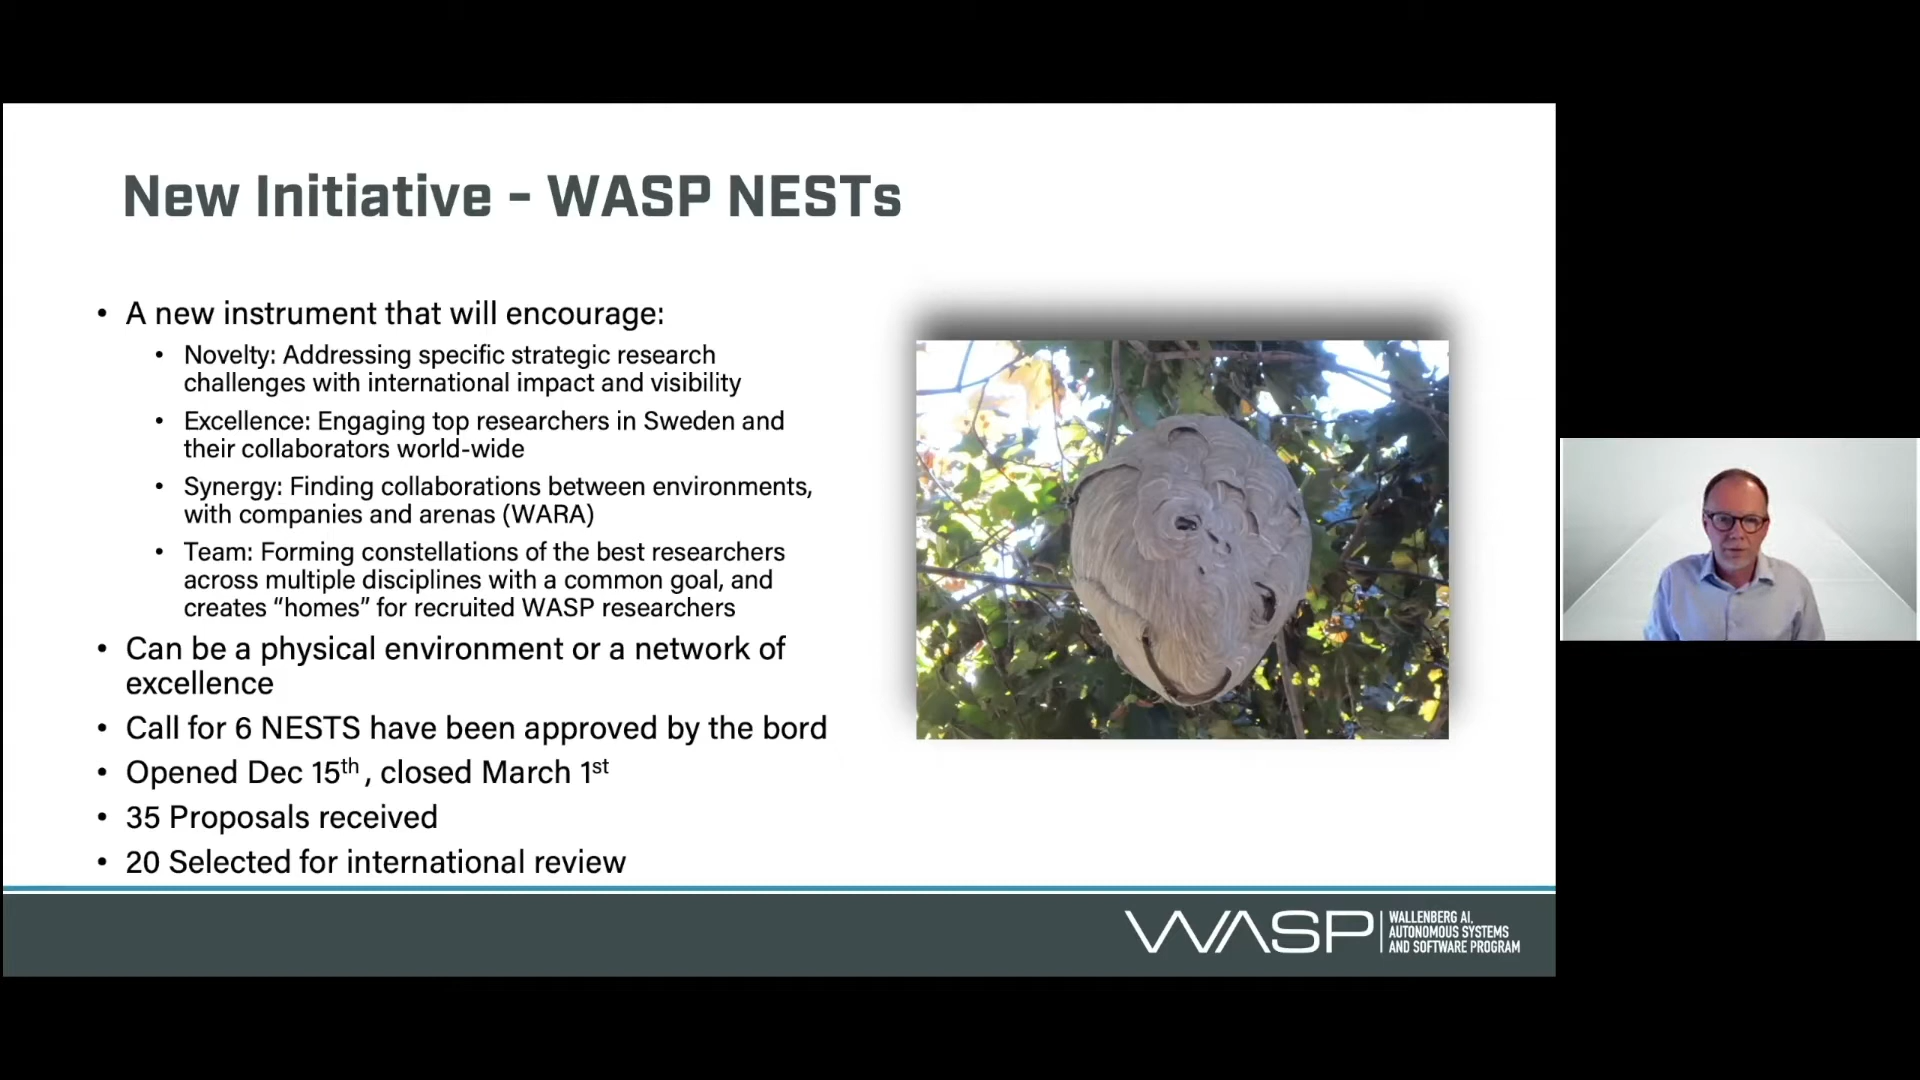 New Initiative – WASP NESTs
• A new instrument that will encourage:
• Novelty: Addressing specific strategic research
challenges with international impact and visibility
• Excellence: Engaging top researchers in Sweden and
their collaborators world-wide
• Synergy: Finding collaborations between environments,
with companies and arenas (WARA)
• Team: Forming constellations of the best researchers
across multiple disciplines with a common goal, and
creates “homes” for recruited WASP researchers
• Can be a physical environment or a network of
excellence
• Call for 6 NESTS have been approved by the bord
• Opened Dec 15th , closed March 1st
• 35 Proposals received
• 20 Selected for international review
WASP
WALLENBERG AI,
AUTONOMOUS SYSTEMS
AND SOFTWARE PROGRAM